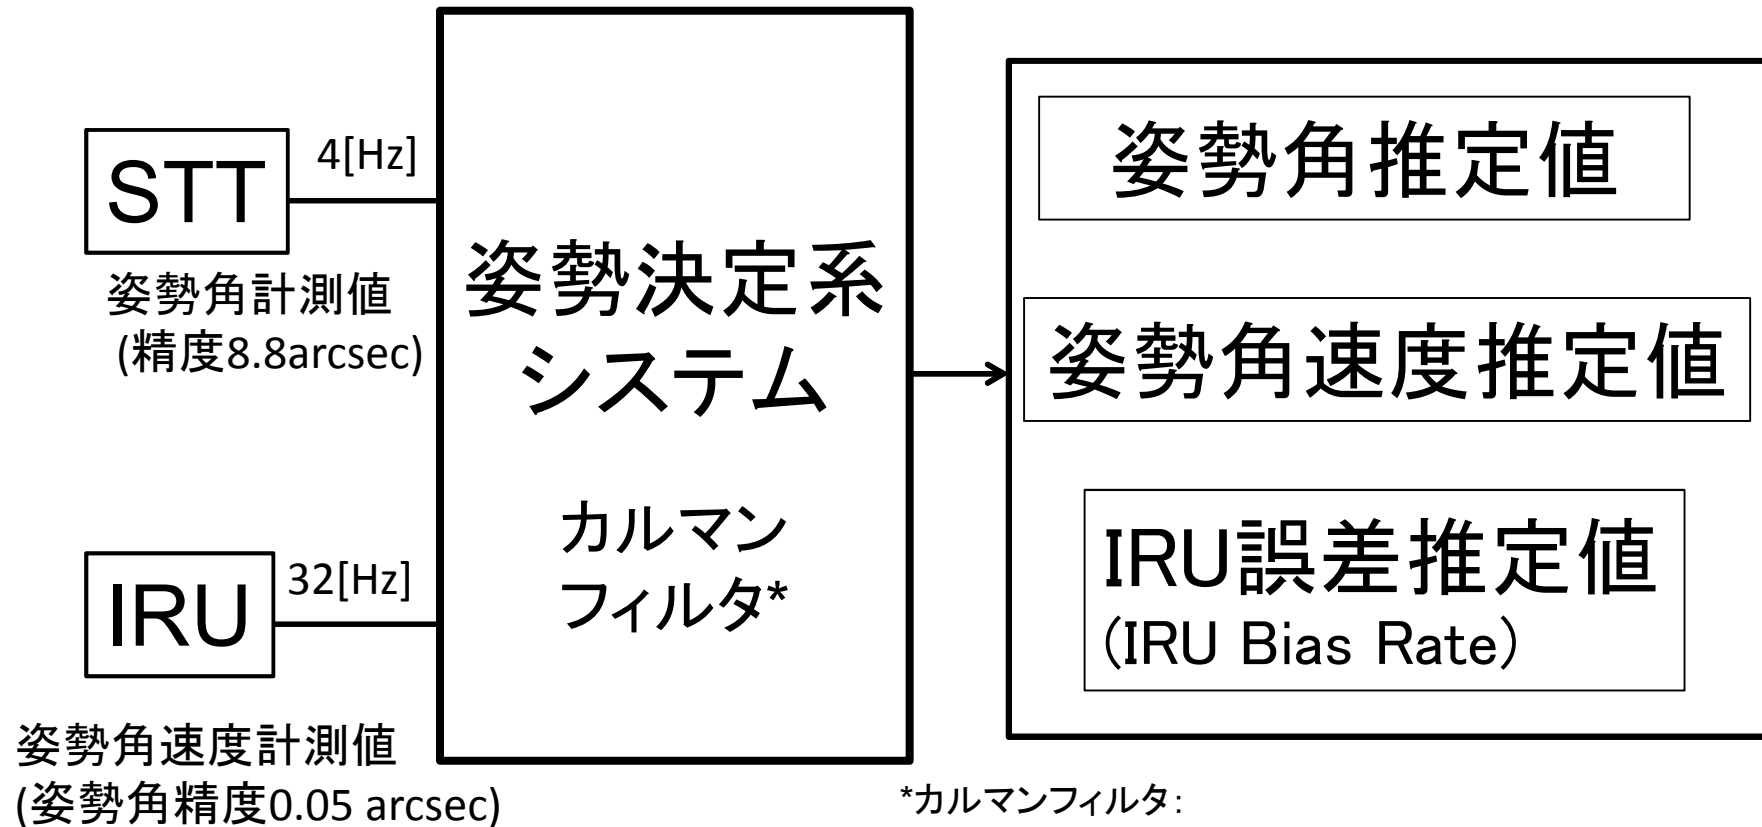 STT
4[Hz]
姿勢角計測値
(精度8.8arcsec)
IRU
32[Hz]
姿勢角速度計測値
(姿勢角精度0.05 arcsec)
姿勢決定系
システム
カルマン
フィルタ*
姿勢角推定値
姿勢角速度推定値
IRU誤差推定値
(IRU Bias Rate)
*カルマンフィルタ: